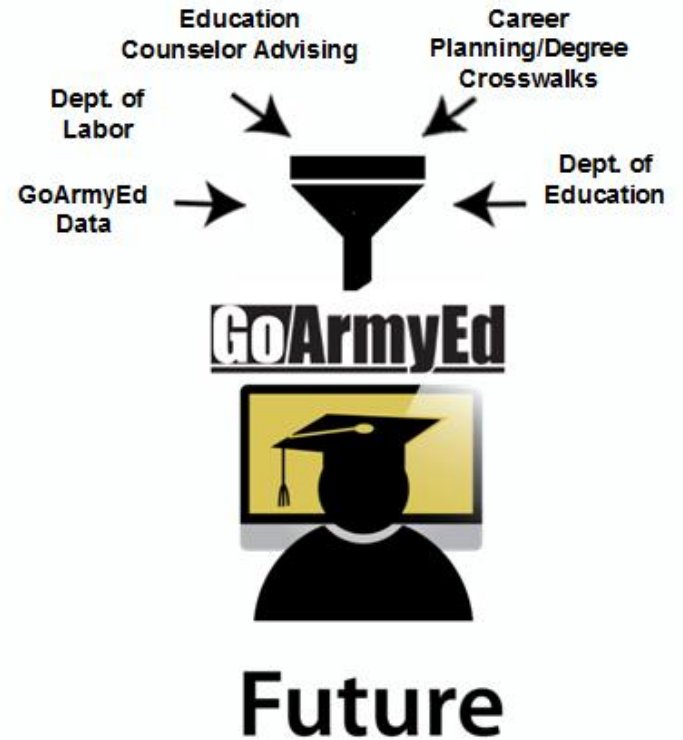 Education
Counselor Advising
Career
Planning/Degree
Crosswalks
Dept. of
Labor
GoArmyEd
Data
Dept. of
Education
GoArmyEd
Future